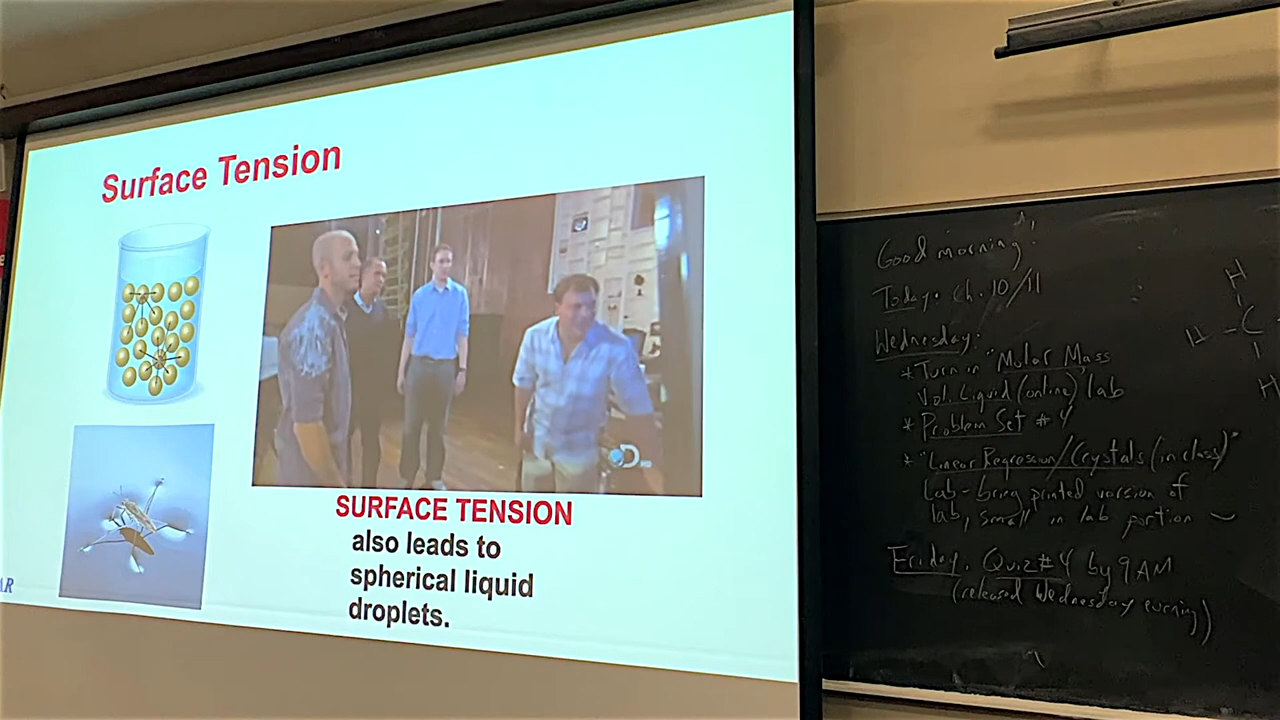 Surface Tension
SURFACE TENSION
also leads to
spherical liquid
droplets.
AR
D
Good morning!
Today: Ch. 10/11
Wednesday:
* Turn in "Molar Mass
Vol. Liquid (online) lab
* Problem Set # 4
* "Linear Regression/Crystals (in class)"
Lab - bring printed version of
lab, small in lab portion
Friday. Quiz #4 by 9AM
(released Wednesday evening)
H
H - C
H